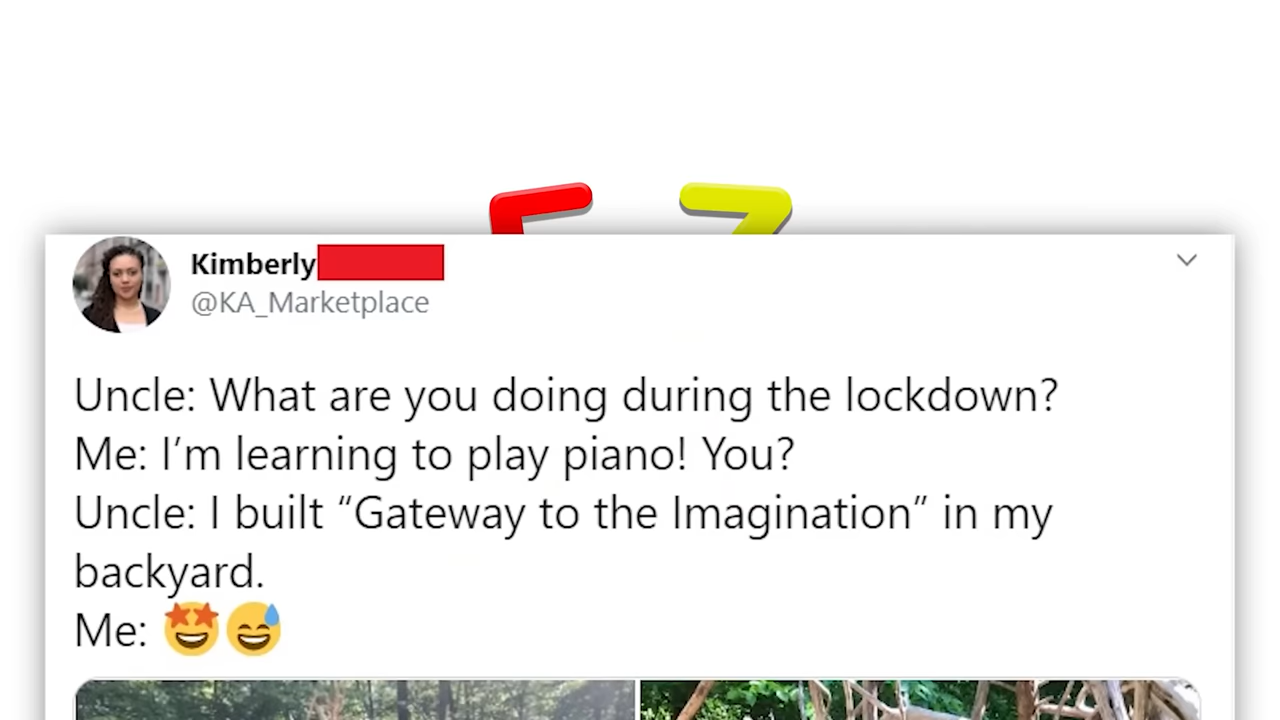 Kimberly
@KA_Marketplace
Uncle: What are you doing during the lockdown?
Me: I’m learning to play piano! You?
Uncle: I built “Gateway to the Imagination” in my
backyard.
Me: 🤩😅